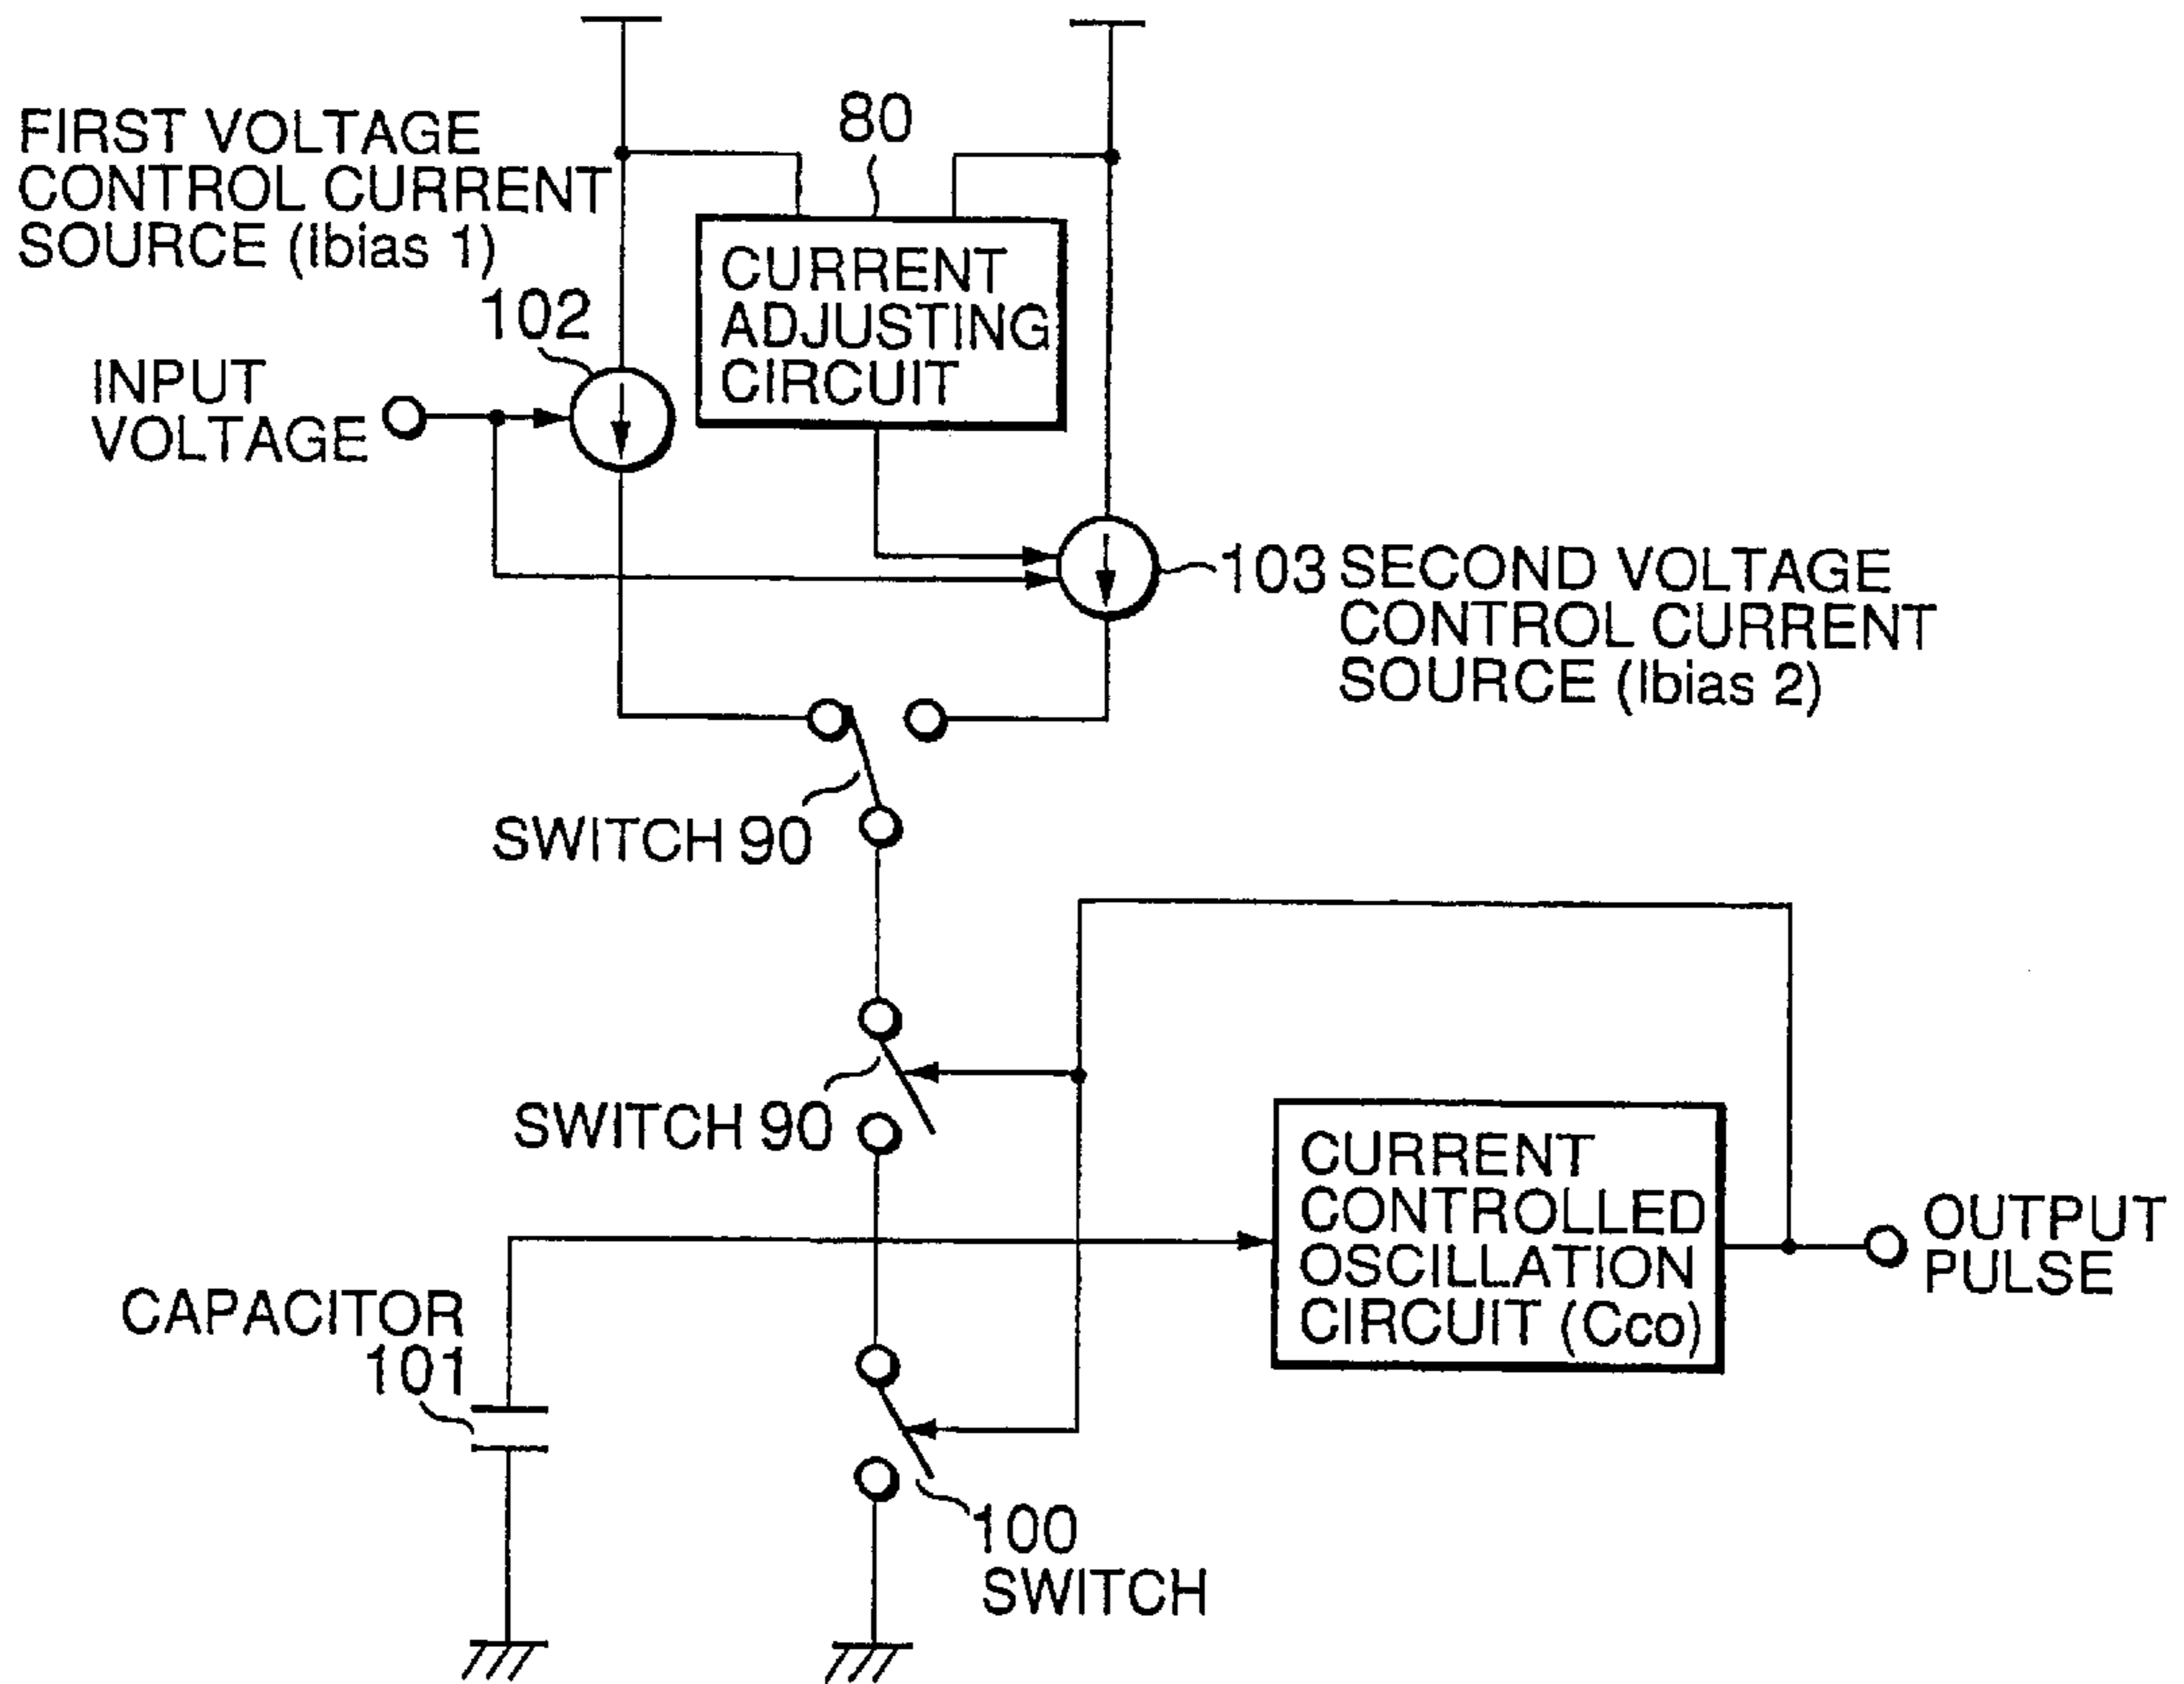 FIRST VOLTAGE
CONTROL CURRENT
SOURCE (Ibias 1)
80
CURRENT
ADJUSTING
CIRCUIT
102
INPUT
VOLTAGE
103 SECOND VOLTAGE
CONTROL CURRENT
SOURCE (Ibias 2)
SWITCH 90
SWITCH 90
CURRENT
CONTROLLED
OSCILLATION
CIRCUIT (Cco)
OUTPUT
PULSE
CAPACITOR
101
100
SWITCH